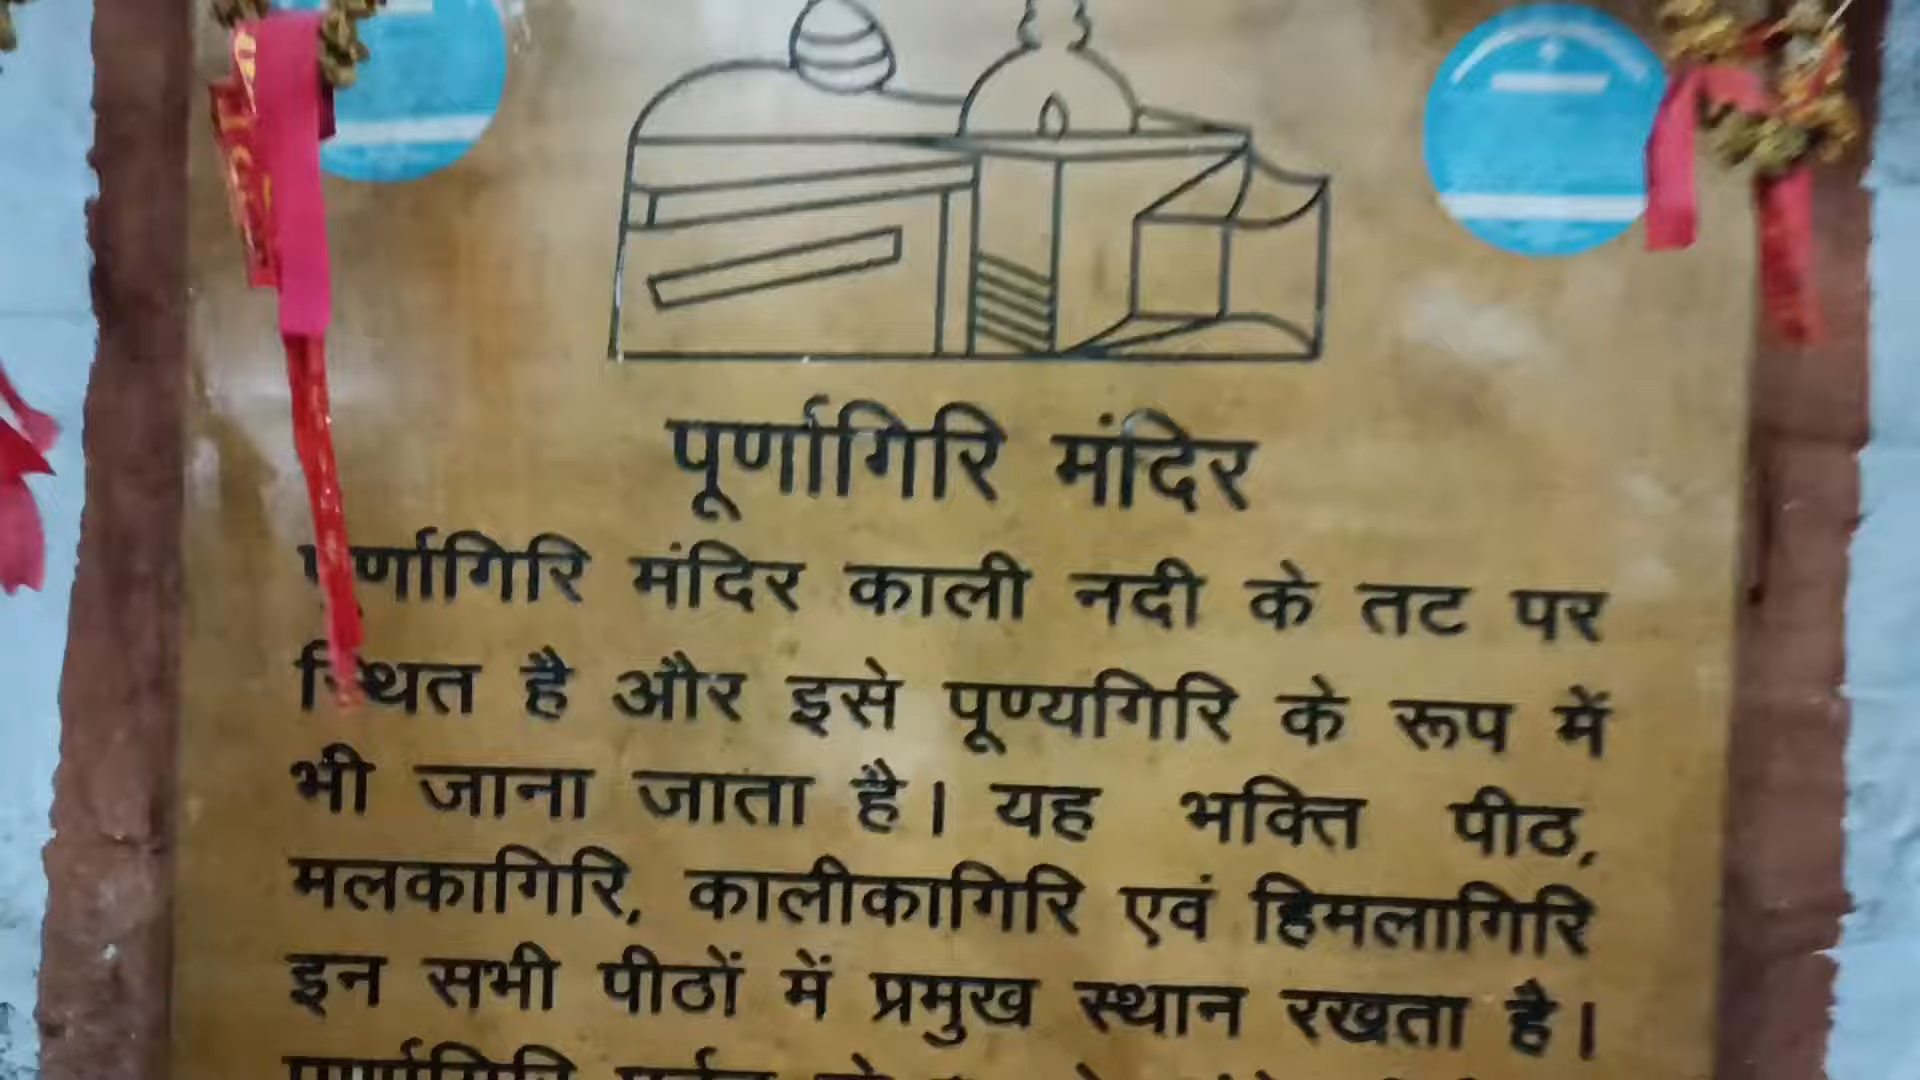 पूर्णागिरि मंदिर
पूर्णागिरि मंदिर काली नदी के तट पर
स्थित है और इसे पूण्यगिरि के रूप में
भी जाना जाता है। यह भक्ति पीठ,
मलकागिरि, कालीकागिरि एवं हिमलागिरि
इन सभी पीठों में प्रमुख स्थान रखता है।
पूर्णागिरि